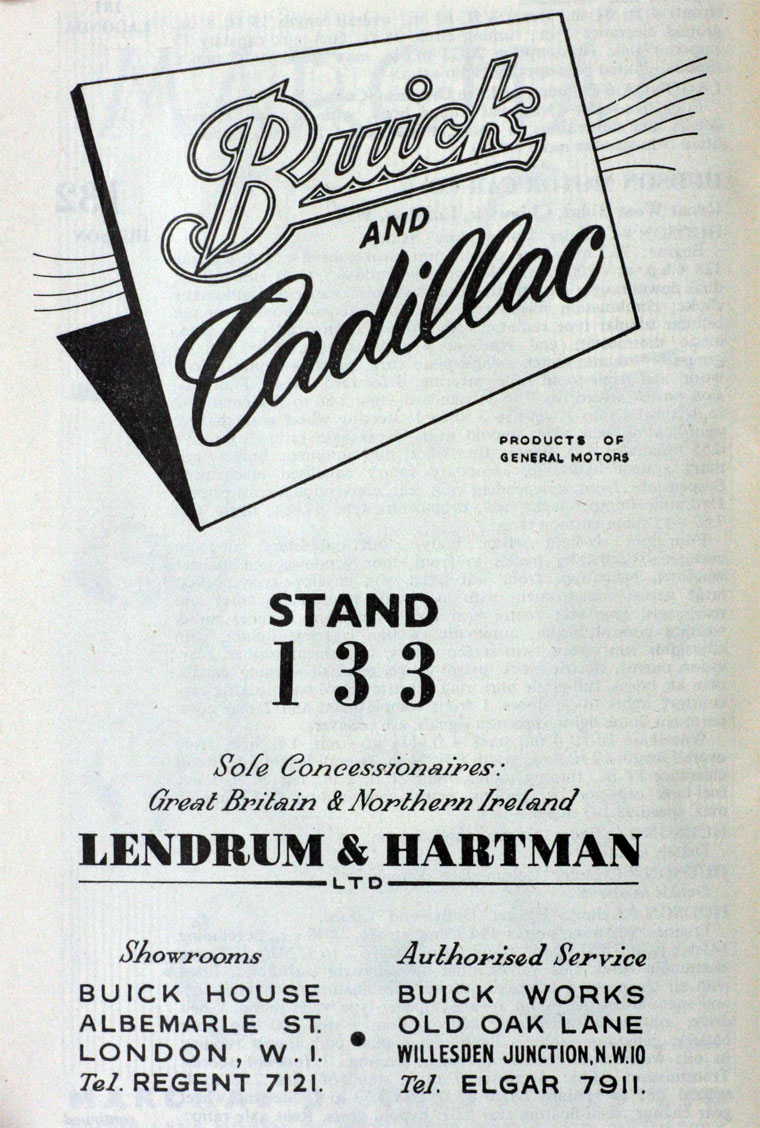 Buick
AND
Cadillac
PRODUCTS OF
GENERAL MOTORS
STAND
133
Sole Concessionaires:
Great Britain & Northern Ireland
LENDRUM & HARTMAN
LTD
Showrooms
BUICK HOUSE
ALBEMARLE ST.
LONDON, W.1.
Tel. REGENT 7121.
•
Authorised Service
BUICK WORKS
OLD OAK LANE
WILLESDEN JUNCTION, N.W.10
Tel. ELGAR 7911.